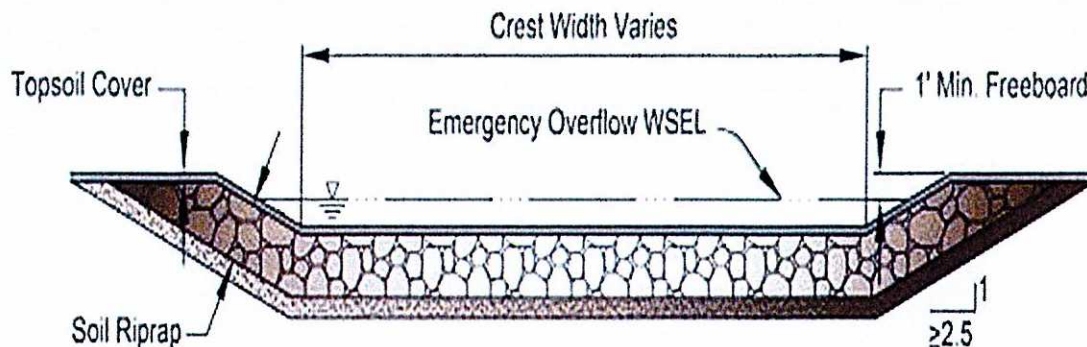 Crest Width Varies
Topsoil Cover
1' Min. Freeboard
Emergency Overflow WSEL
Soil Riprap
1
≥2.5